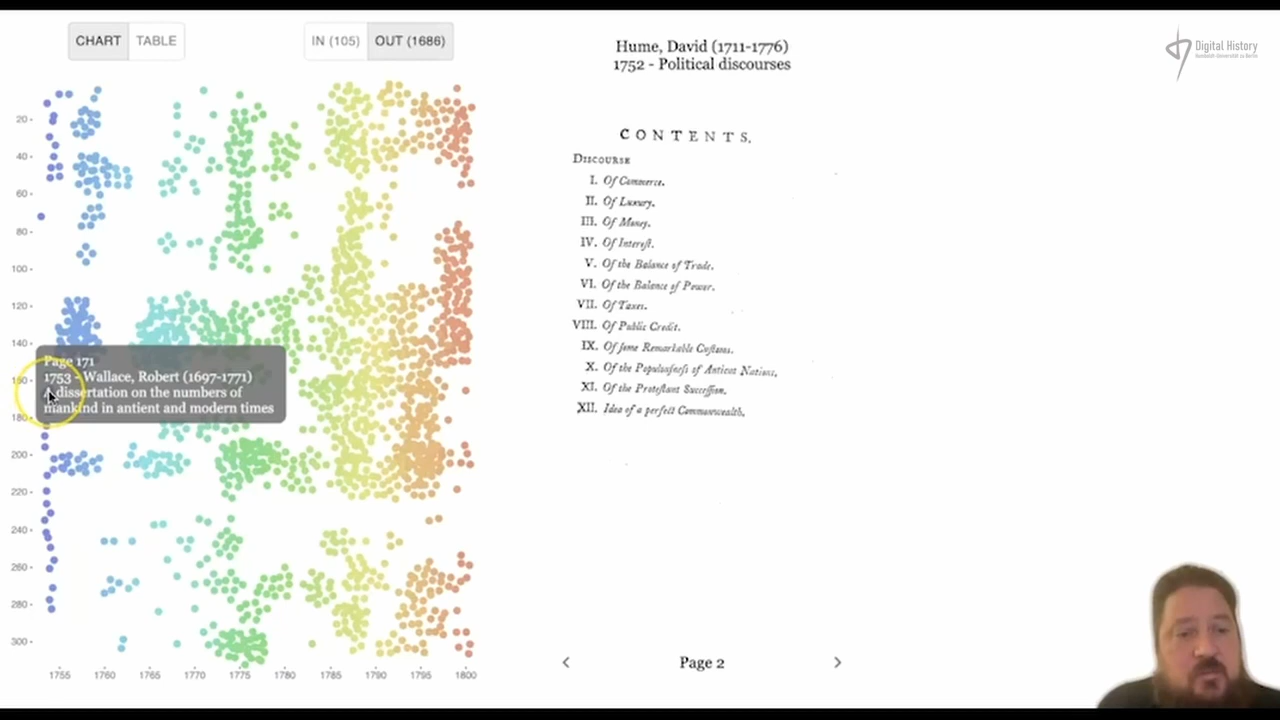 CHART TABLE IN (105) OUT (1686)
Digital History
Humboldt-Universität zu Berlin
Hume, David (1711-1776)
1752 - Political discourses
CONTENTS.
DISCOURSE
I. Of Commerce.
II. Of Luxury.
III. Of Money.
IV. Of Interest.
V. Of the Balance of Trade.
VI. Of the Balance of Power.
VII. Of Taxes.
VIII. Of Public Credit.
IX. Of some Remarkable Customs.
X. Of the Populousness of Antient Nations.
XI. Of the Protestant Succession.
XII. Idea of a perfect Commonwealth.
20
40
60
80
100
120
140
160
180
200
220
240
260
280
300
Page 171
1753 - Wallace, Robert (1697-1771)
A dissertation on the numbers of
mankind in antient and modern times
1755 1760 1765 1770 1775 1780 1785 1790 1795 1800
< Page 2 >